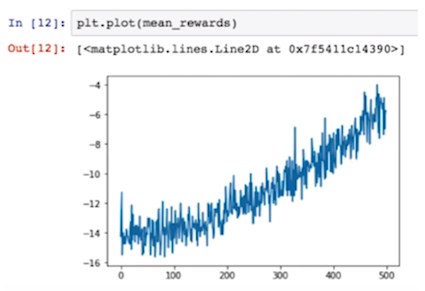 In [12]: plt.plot(mean_rewards)
Out[12]: [<matplotlib.lines.Line2D at 0x7f5411c14390>]
−4
−6
−8
−10
−12
−14
−16
0 100 200 300 400 500